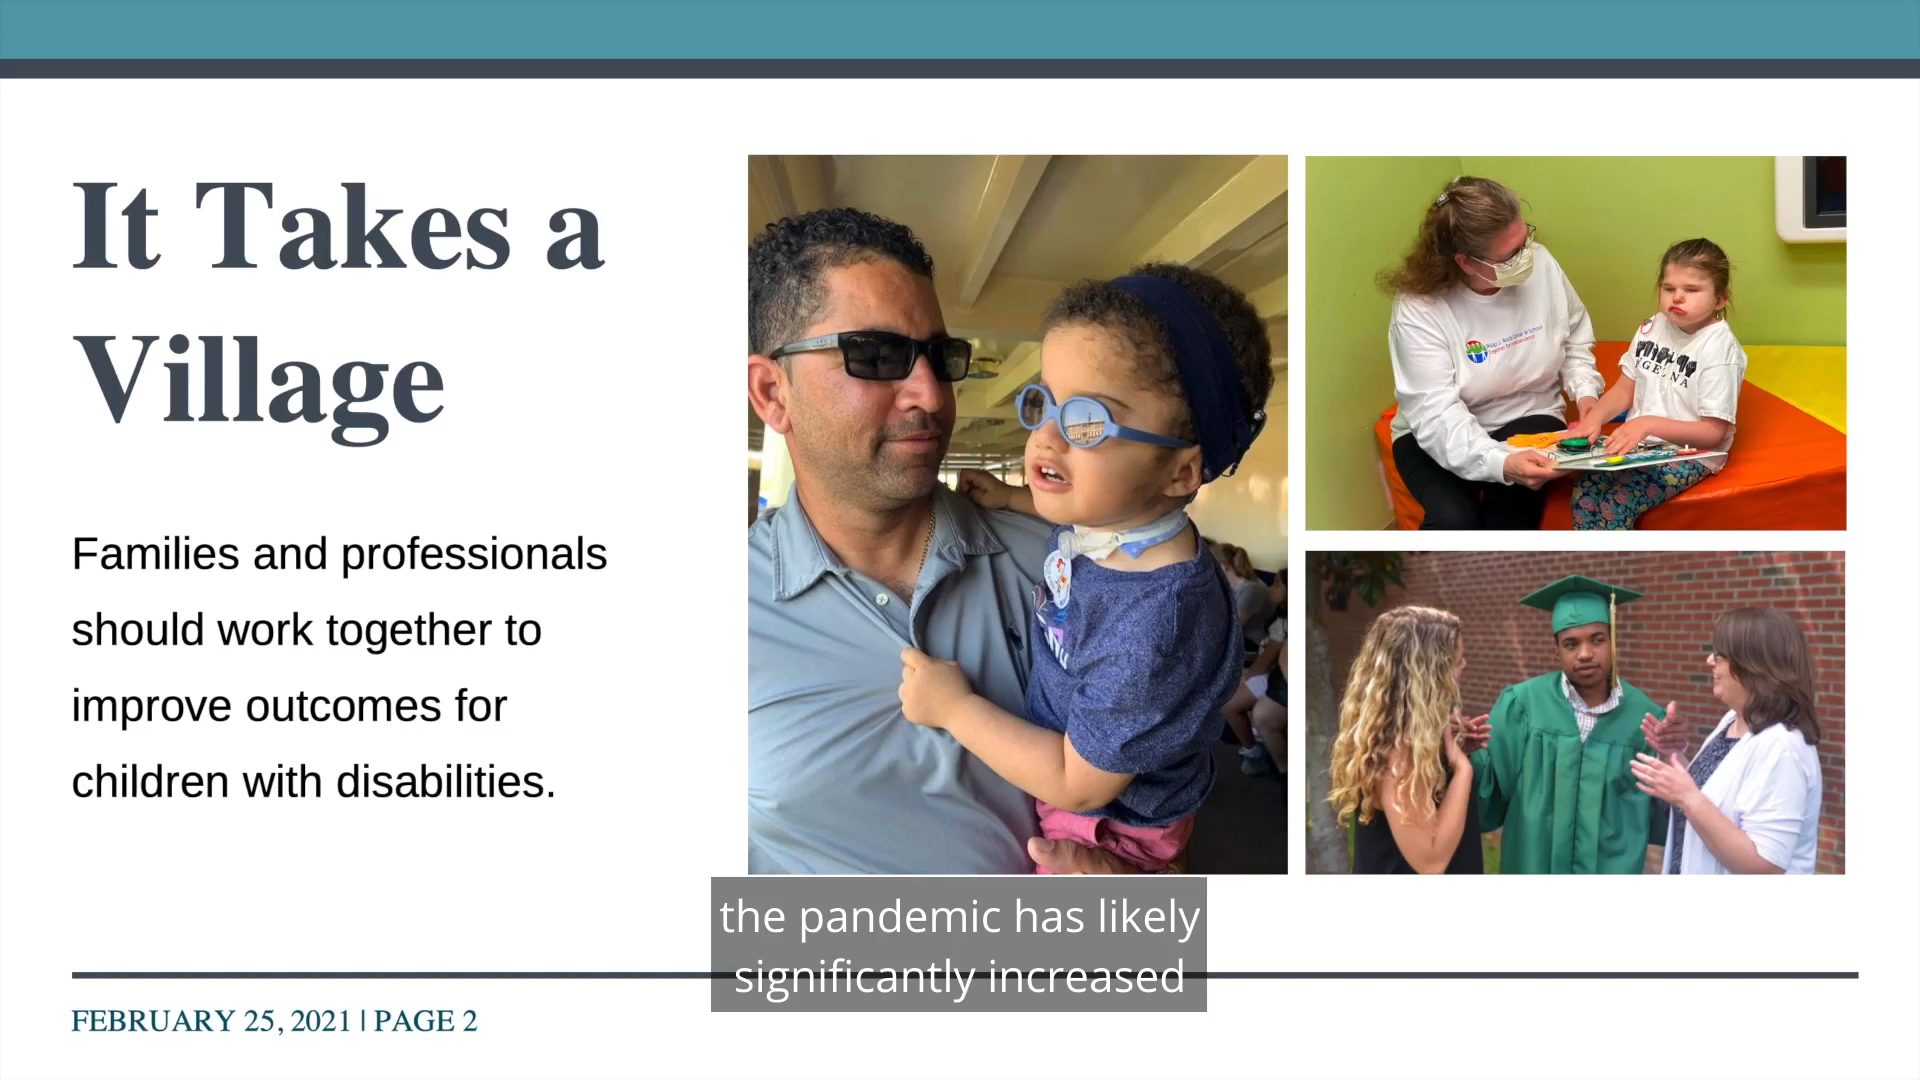 It Takes a
Village
Families and professionals
should work together to
improve outcomes for
children with disabilities.
the pandemic has likely
significantly increased
FEBRUARY 25, 2021 | PAGE 2